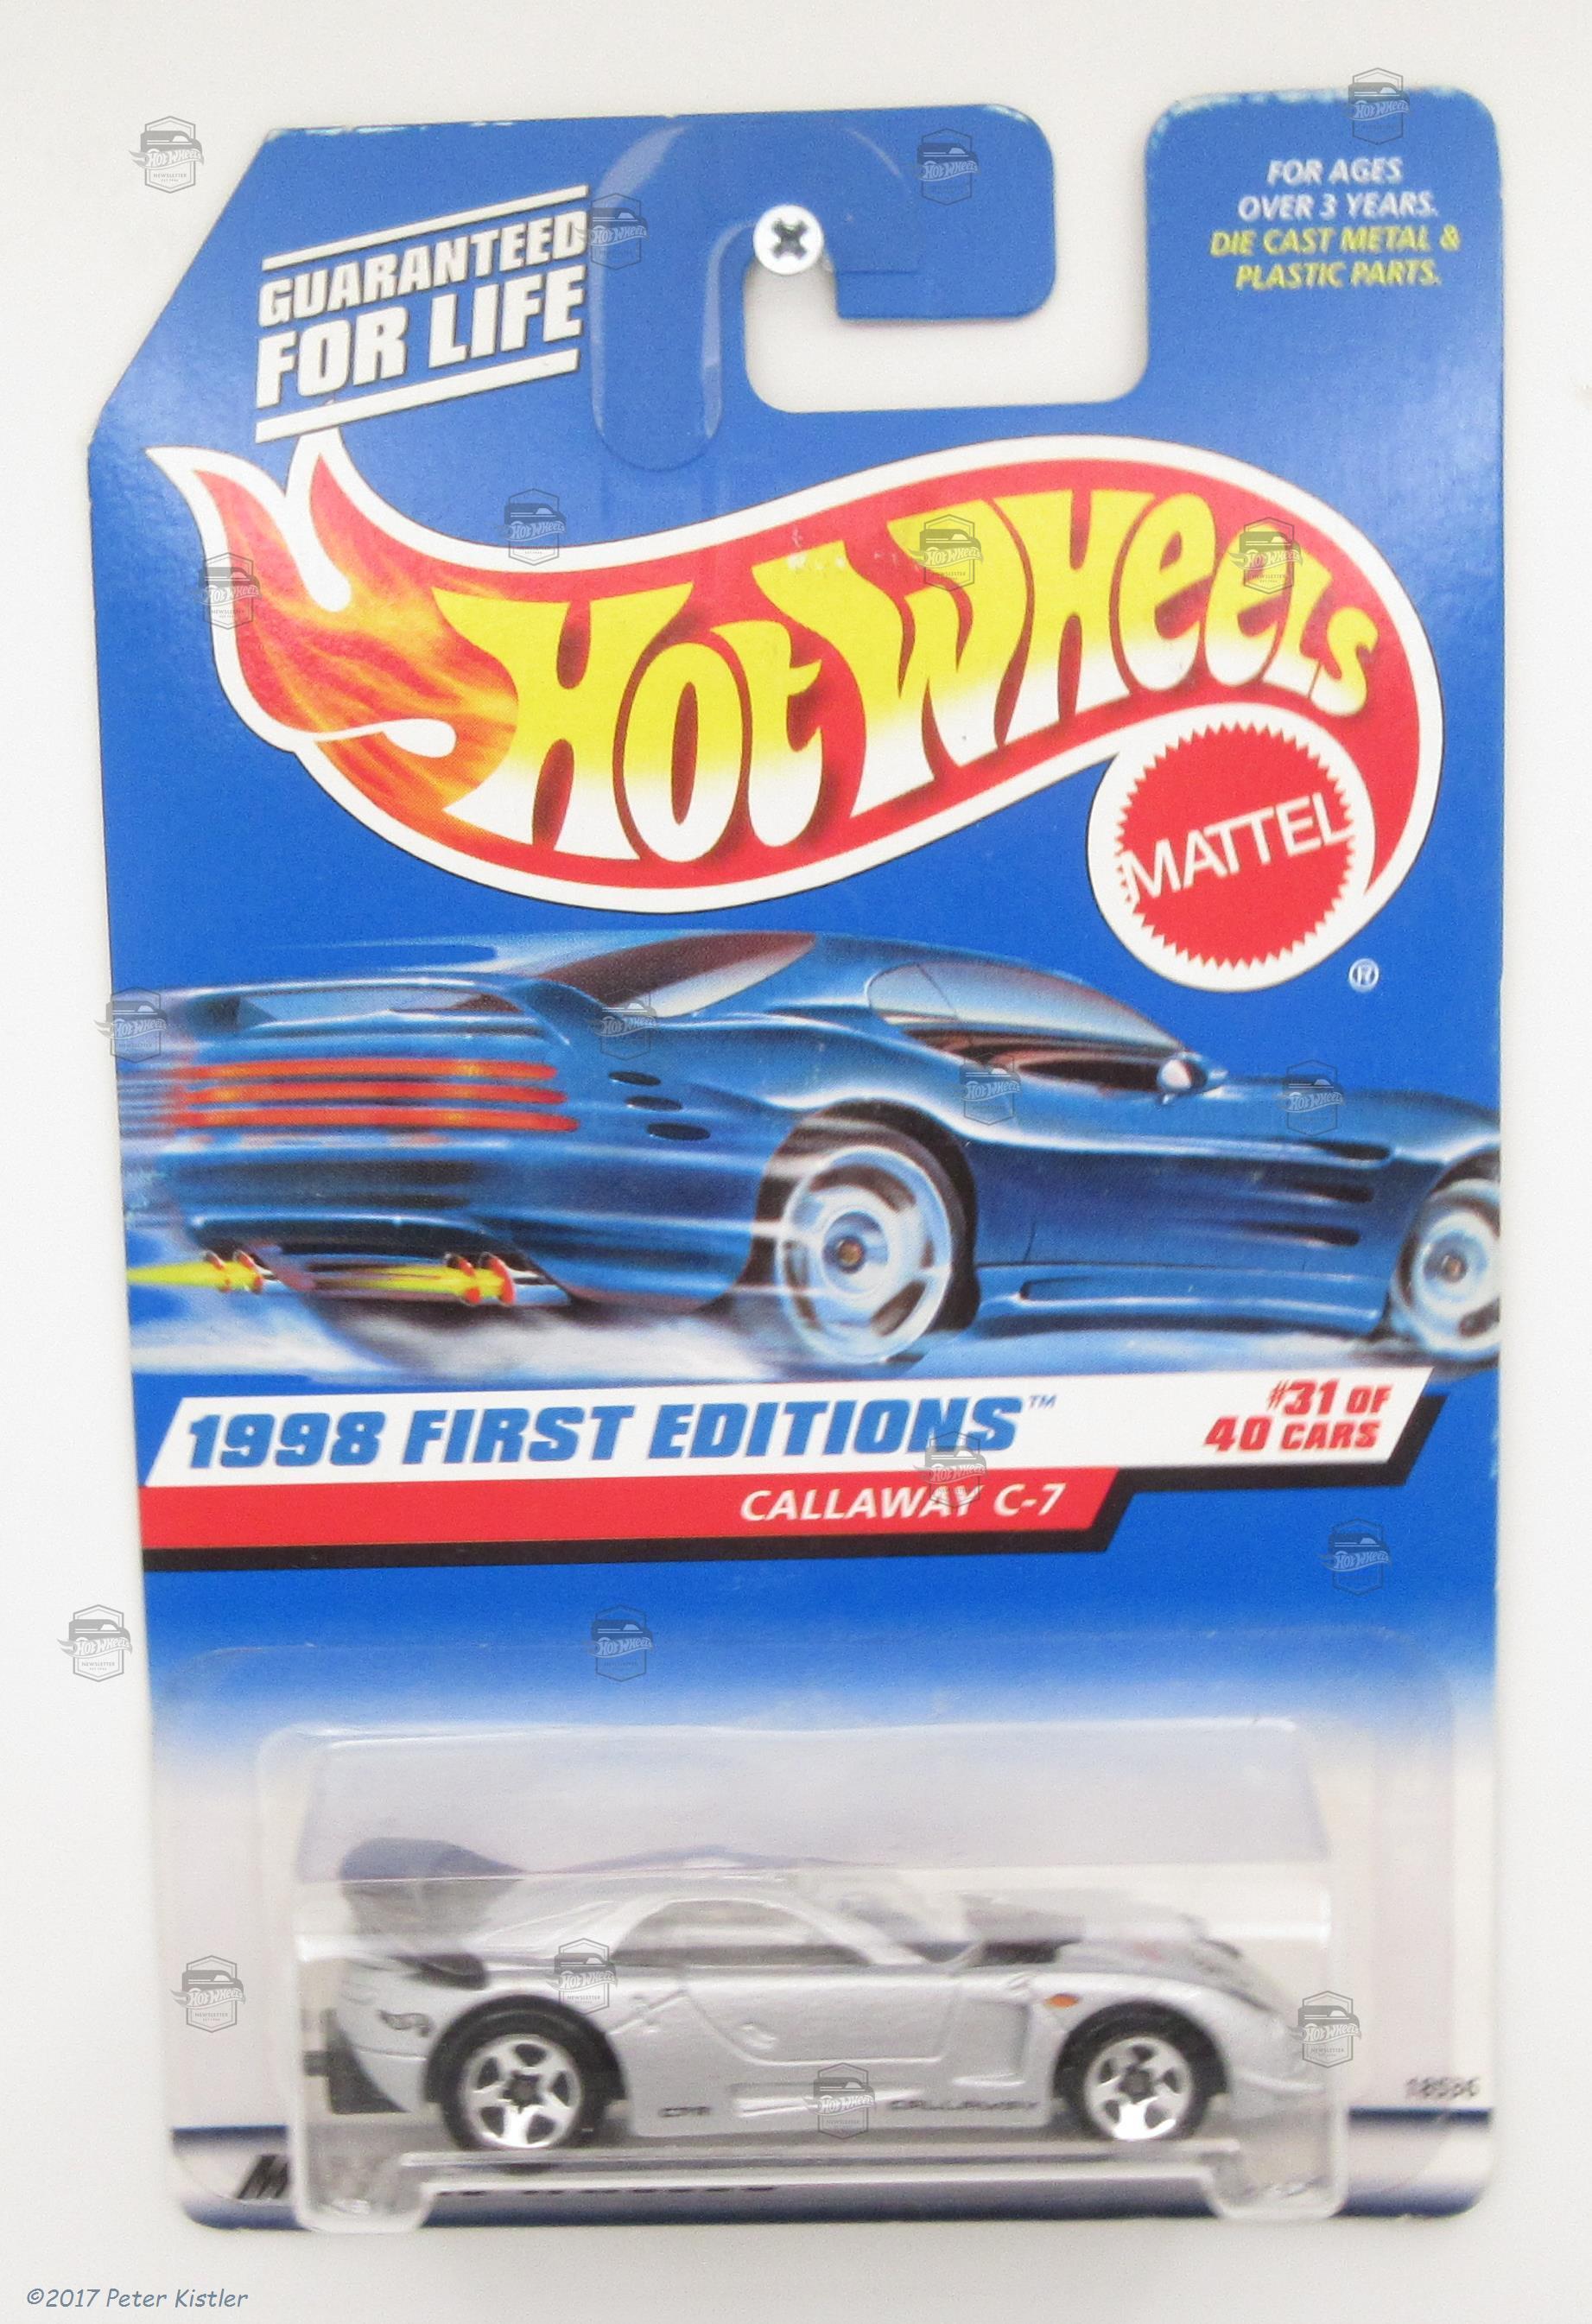 GUARANTEED
FOR LIFE
FOR AGES
OVER 3 YEARS.
DIE CAST METAL &
PLASTIC PARTS.
Hot Wheels
MATTEL
®
1998 FIRST EDITIONS™
#31 OF
40 CARS
CALLAWAY C-7
CALLAWAY
©2017 Peter Kistler